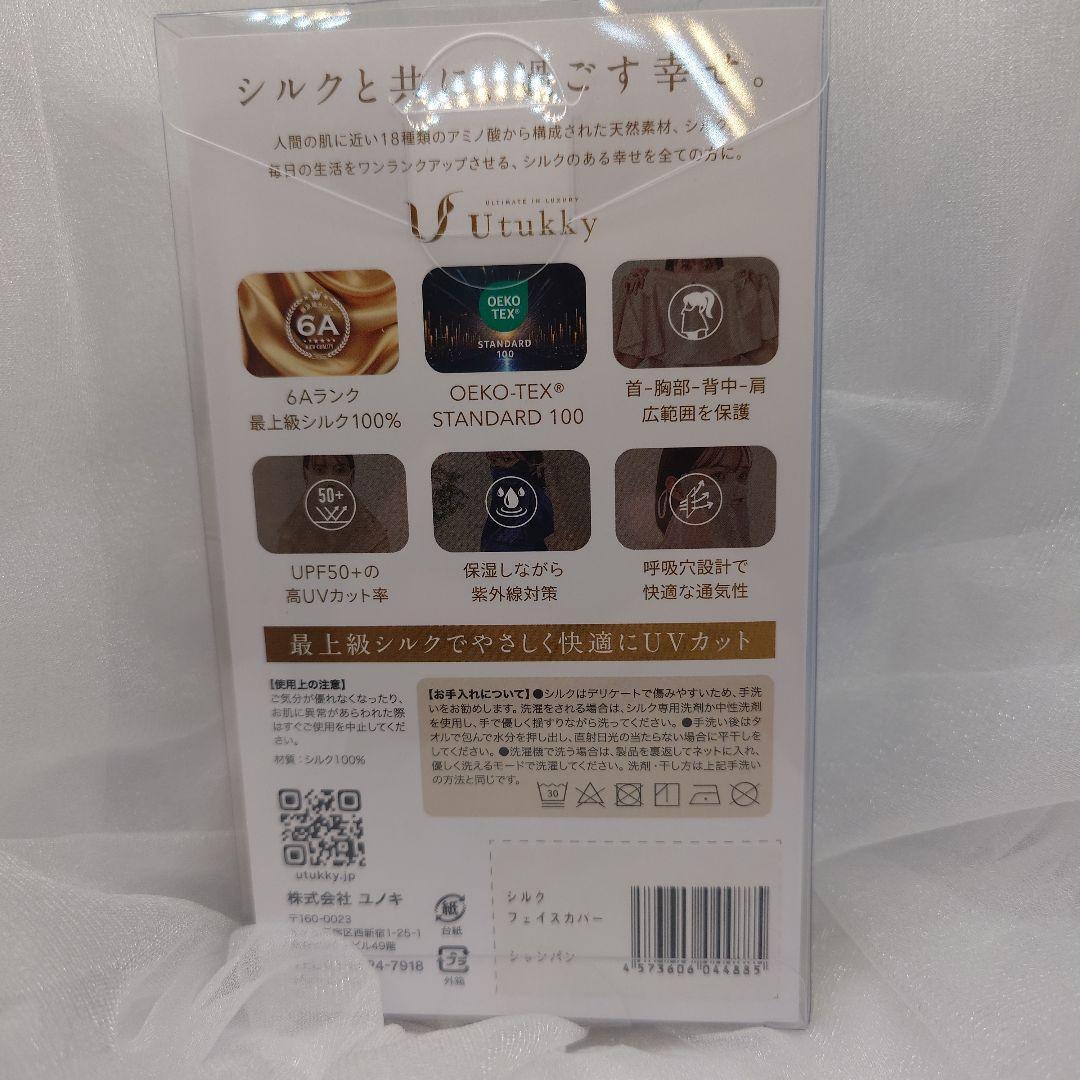 シルクと共に過ごす幸せ。
人間の肌に近い18種類のアミノ酸から構成された天然素材、シルク
毎日の生活をワンランクアップさせる、シルクのある幸せを全ての方に。
ULTIMATE IN LUXURY
Utukky
6A
OEKO
TEX®
STANDARD
100
6Aランク
最上級シルク100%
OEKO-TEX®
STANDARD 100
首–胸部–背中–肩
広範囲を保護
50+
UPF50+の
高UVカット率
保湿しながら
紫外線対策
呼吸穴設計で
快適な通気性
最上級シルクでやさしく快適にUVカット
【使用上の注意】
ご気分が優れなくなったり、
お肌に異常があらわれた際
はすぐご使用を中止してくだ
さい。
材質：シルク100%
【お手入れについて】●シルクはデリケートで傷みやすいため、手洗
いをお勧めします。洗濯をされる場合は、シルク専用洗剤か中性洗剤
を使用し、手で優しく揺すりながら洗ってください。●手洗い後はタ
オルで包んで水分を押し出し、直射日光の当たらない場合に平干しを
してください。●洗濯機で洗う場合は、製品を裏返してネットに入れ、
優しく洗えるモードで洗濯してください。洗剤・干し方は上記手洗い
の方法と同じです。
30
utukky.jp
株式会社 ユノキ
〒160-0023
区西新宿1-25-1
ビル49階
7918
紙
台紙
プラ
外箱
シルク
フェイスカバー
シャンパン
4573606044885